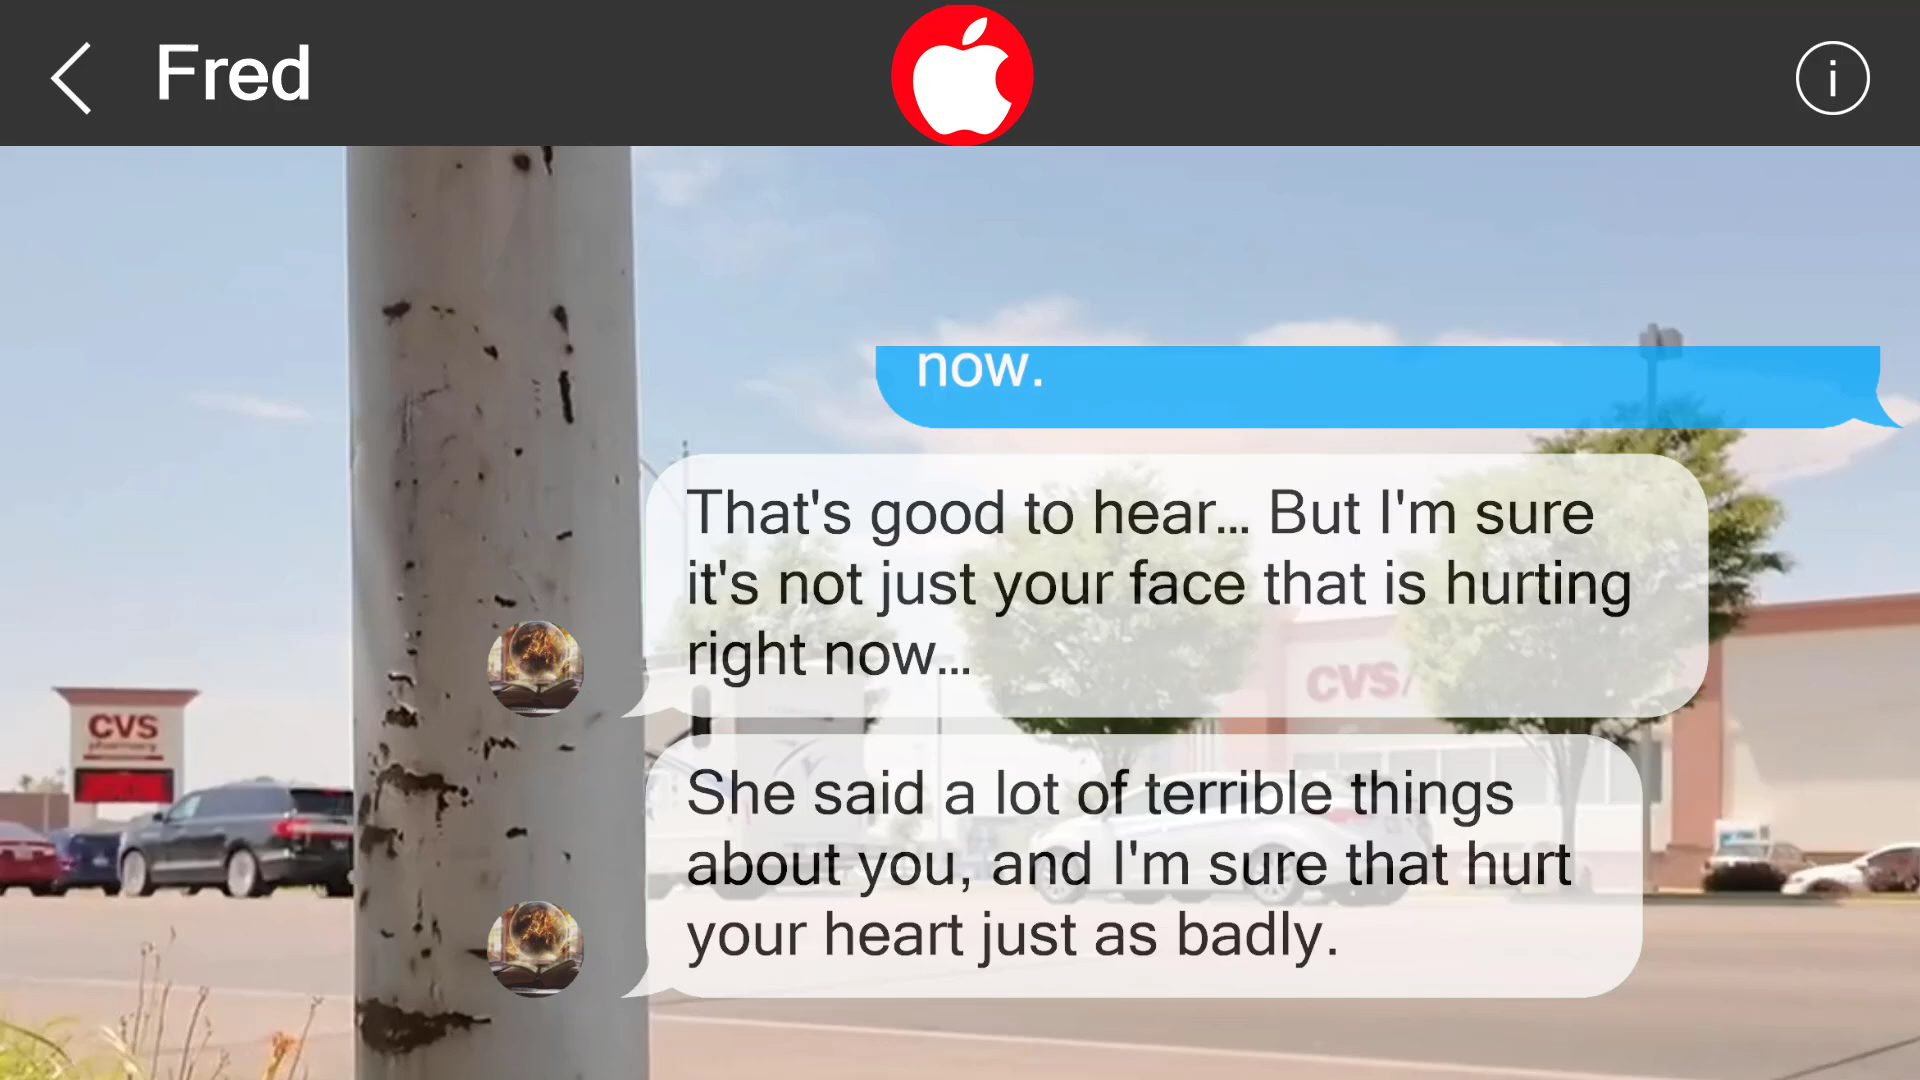 Fred
i
now.
That's good to hear... But I'm sure
it's not just your face that is hurting
right now...
CVS/
She said a lot of terrible things
about you, and I'm sure that hurt
your heart just as badly.
CVS
pharmacy